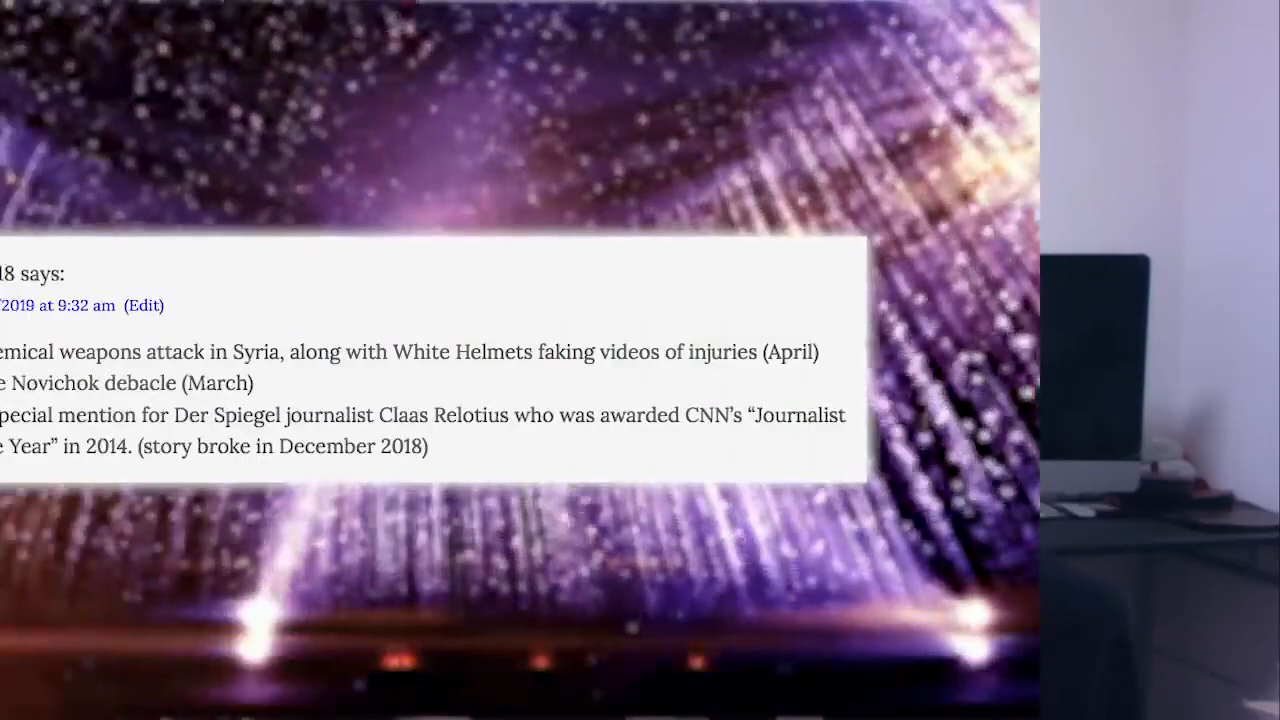 18 says:
/2019 at 9:32 am (Edit)
emical weapons attack in Syria, along with White Helmets faking videos of injuries (April)
e Novichok debacle (March)
pecial mention for Der Spiegel journalist Claas Relotius who was awarded CNN’s “Journalist
e Year” in 2014. (story broke in December 2018)